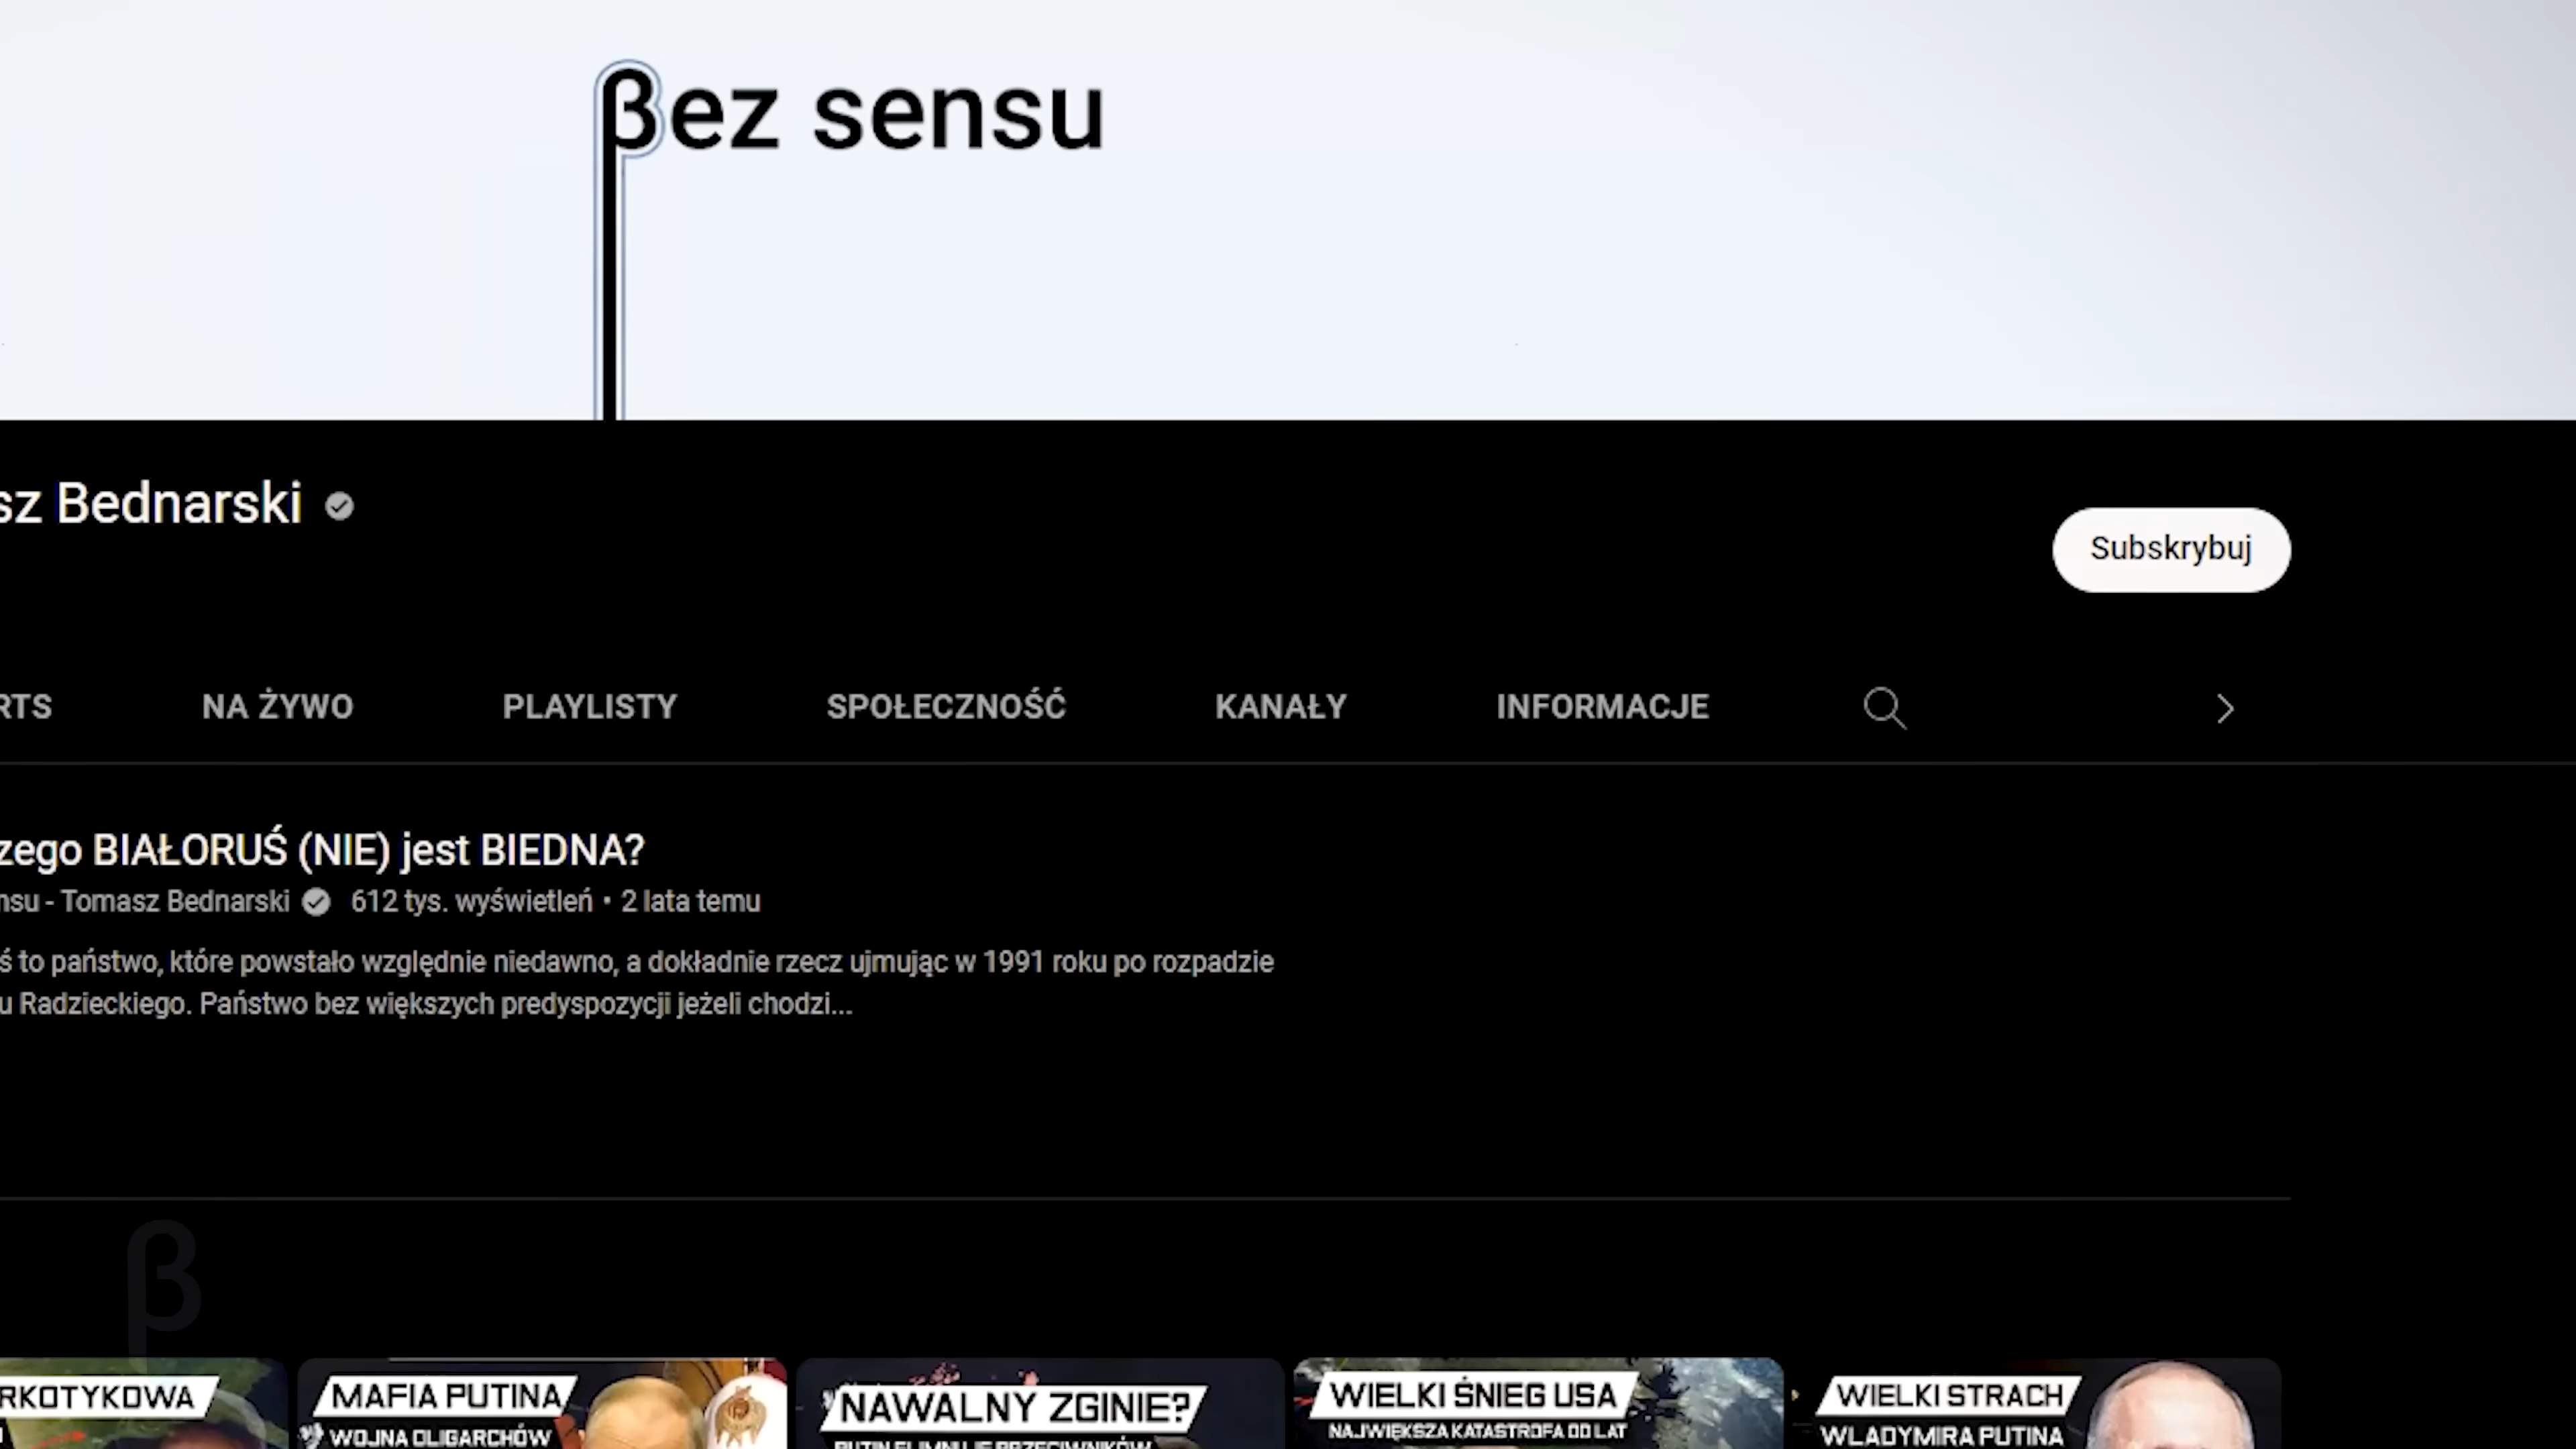 βez sensu
sz Bednarski
Subskrybuj
RTS NA ŻYWO PLAYLISTY SPOŁECZNOŚĆ KANAŁY INFORMACJE
zego BIAŁORUŚ (NIE) jest BIEDNA?
nsu - Tomasz Bednarski 612 tys. wyświetleń • 2 lata temu
ś to państwo, które powstało względnie niedawno, a dokładnie rzecz ujmując w 1991 roku po rozpadzie
u Radzieckiego. Państwo bez większych predyspozycji jeżeli chodzi...
β
RKOTYKOWA MAFIA PUTINA NAWALNY ZGINIE? WIELKI ŚNIEG USA WIELKI STRACH
WOJNA OLIGARCHÓW PUTIN ELIMINUJE PRZECIWNIKÓW NAJWIĘKSZA KATASTROFA OD LAT WLADYMIRA PUTINA